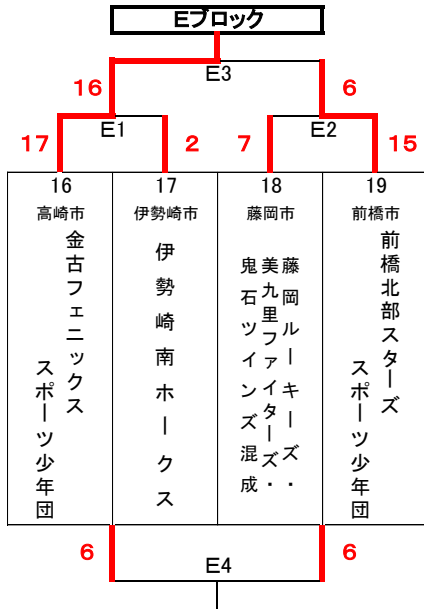 Eブロック
E3
16
6
E1
E2
17
2
7
15
16
17
18
19
高崎市
伊勢崎市
藤岡市
前橋市
金古フェニックス
スポーツ少年団
伊勢崎南ホークス
藤岡ルーキーズ・
美九里ファイターズ・
鬼石ツインズ混成
前橋北部スターズ
スポーツ少年団
6
E4
6